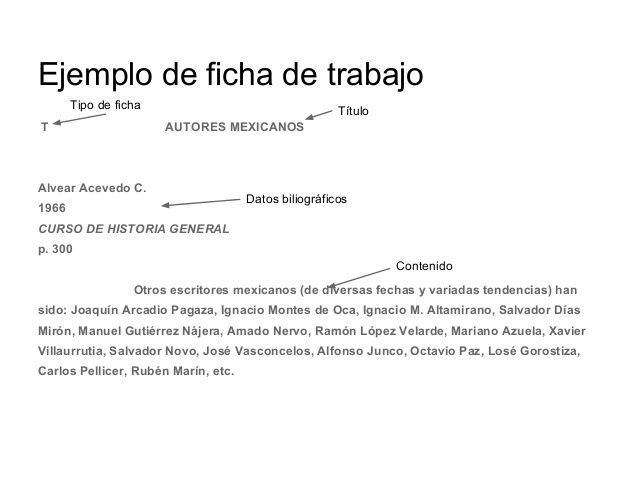 Ejemplo de ficha de trabajo
Tipo de ficha
Título
T AUTORES MEXICANOS
Alvear Acevedo C.
1966
Datos biliográficos
CURSO DE HISTORIA GENERAL
p. 300
Contenido
Otros escritores mexicanos (de diversas fechas y variadas tendencias) han
sido: Joaquín Arcadio Pagaza, Ignacio Montes de Oca, Ignacio M. Altamirano, Salvador Días
Mirón, Manuel Gutiérrez Nájera, Amado Nervo, Ramón López Velarde, Mariano Azuela, Xavier
Villaurrutia, Salvador Novo, José Vasconcelos, Alfonso Junco, Octavio Paz, Losé Gorostiza,
Carlos Pellicer, Rubén Marín, etc.